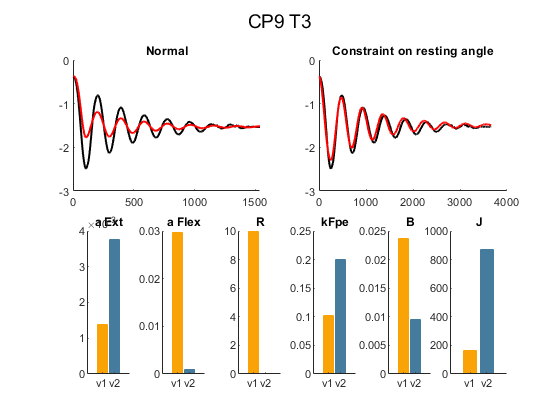 CP9 T3
Normal
Constraint on resting angle
0
-1
-2
-3
0 500 1000 1500
0
-1
-2
-3
0 1000 2000 3000 4000
a Ext
a Flex
R
kFpe
B
J
4
3
2
1
0
v1 v2
0.03
0.02
0.01
v1 v2
10
8
6
4
2
0
v1 v2
0.25
0.2
0.15
0.1
0.05
0
v1 v2
0.025
0.02
0.015
0.01
0.005
0
v1 v2
1000
800
600
400
200
0
v1 v2